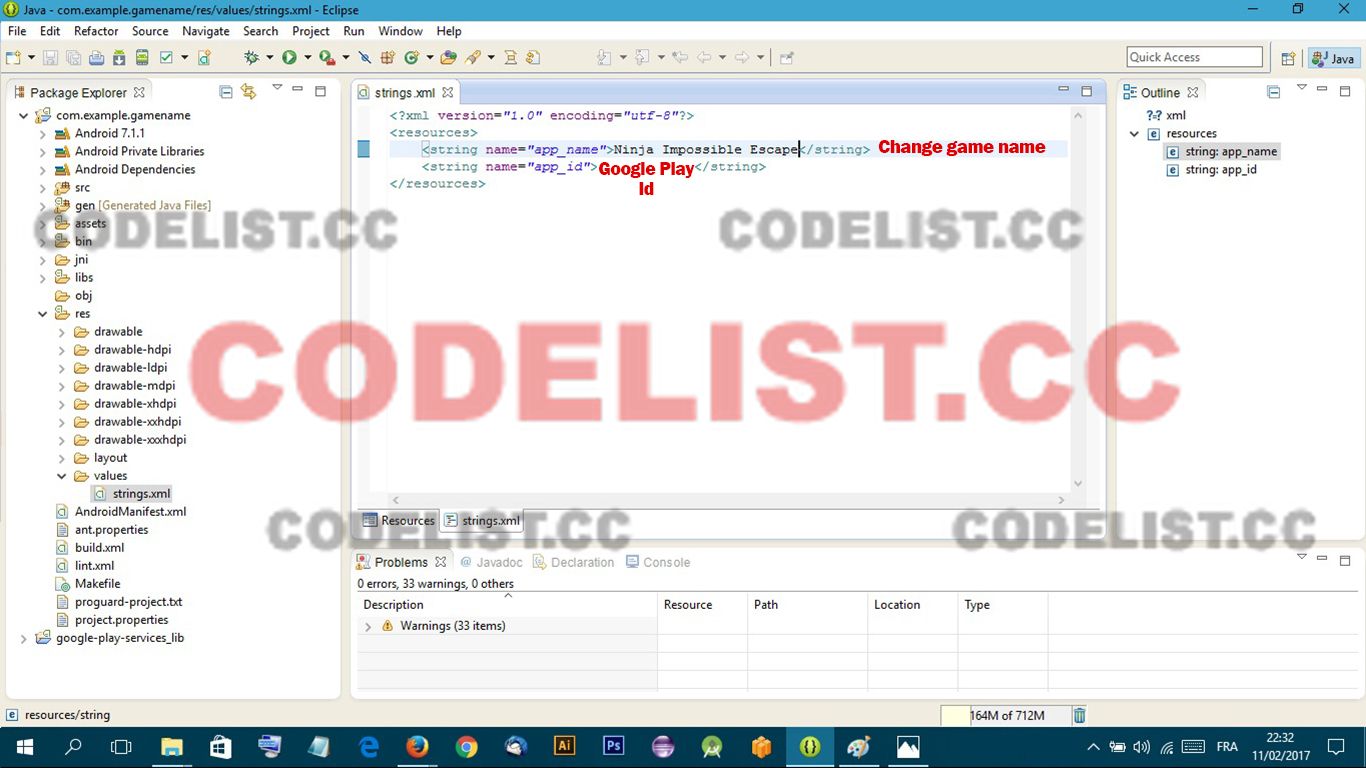 Java - com.example.gamename/res/values/strings.xml - Eclipse
File Edit Refactor Source Navigate Search Project Run Window Help
Quick Access
Java
Package Explorer
com.example.gamename
Android 7.1.1
Android Private Libraries
Android Dependencies
src
gen [Generated Java Files]
assets
bin
jni
libs
obj
res
drawable
drawable-hdpi
drawable-ldpi
drawable-mdpi
drawable-xhdpi
drawable-xxhdpi
drawable-xxxhdpi
layout
values
strings.xml
AndroidManifest.xml
ant.properties
build.xml
lint.xml
Makefile
proguard-project.txt
project.properties
google-play-services_lib
strings.xml
<?xml version="1.0" encoding="utf-8"?>
<resources>
<string name="app_name">Ninja Impossible Escape</string> Change game name
<string name="app_id">Google Play</string>
Id
</resources>
Outline
xml
resources
string: app_name
string: app_id
CODELIST.CC CODELIST.CC
CODELIST.CC
CODELIST.CC CODELIST.CC
Resources strings.xml
Problems @ Javadoc Declaration Console
0 errors, 33 warnings, 0 others
Description Resource Path Location Type
Warnings (33 items)
resources/string
164M of 712M
Ai Ps
FRA
22:32
11/02/2017